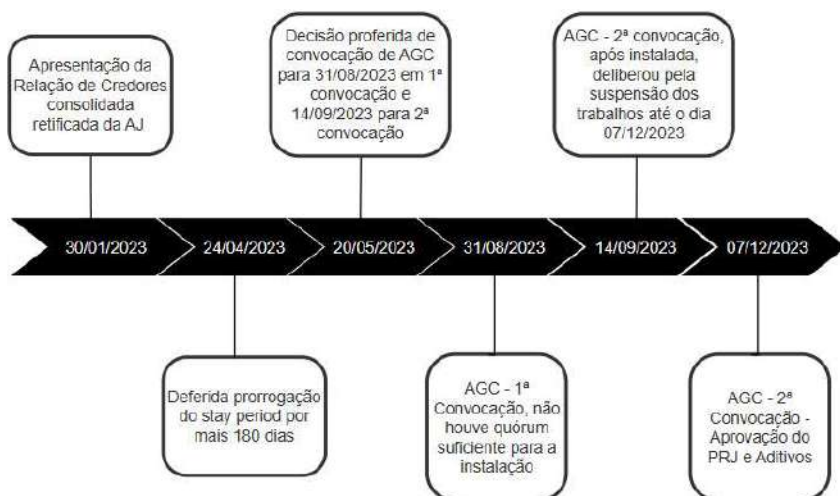 Apresentação da
Relação de Credores
consolidada
retificada da AJ
Decisão proferida de
convocação de AGC
para 31/08/2023 em 1ª
convocação e
14/09/2023 para 2ª
convocação
AGC - 2ª convocação,
após instalada,
deliberou pela
suspensão dos
trabalhos até o dia
07/12/2023
30/01/2023
24/04/2023
20/05/2023
31/08/2023
14/09/2023
07/12/2023
Deferida prorrogação
do stay period por
mais 180 dias
AGC - 1ª
Convocação, não
houve quórum
suficiente para a
instalação
AGC - 2ª
Convocação -
Aprovação do
PRJ e Aditivos